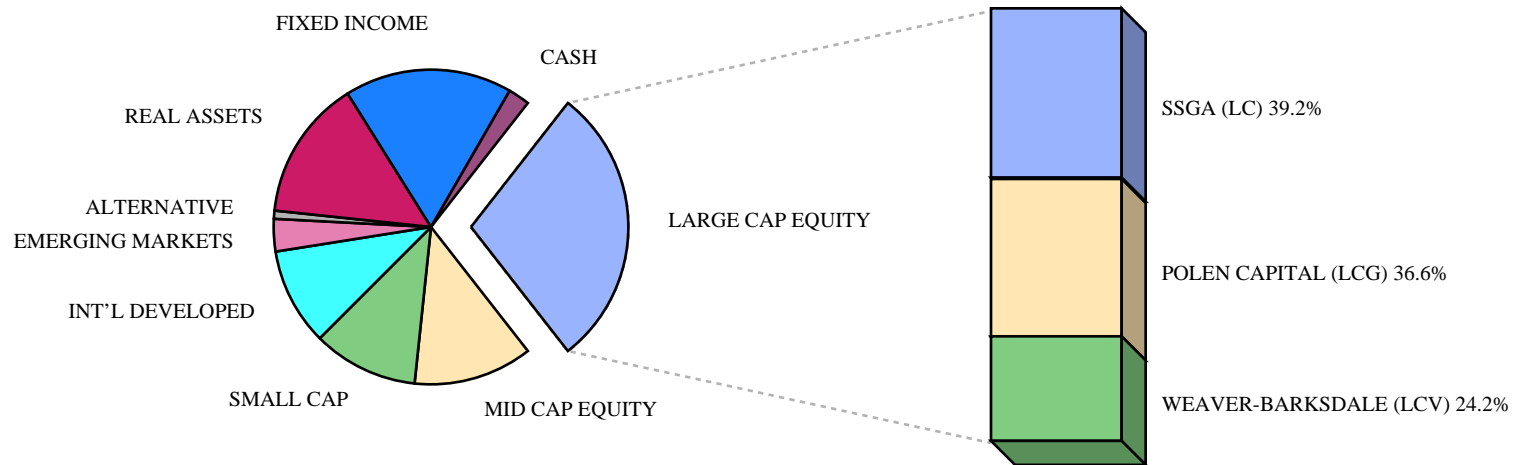 FIXED INCOME
CASH
REAL ASSETS
ALTERNATIVE
EMERGING MARKETS
INT'L DEVELOPED
SMALL CAP
MID CAP EQUITY
LARGE CAP EQUITY
SSGA (LC) 39.2%
POLEN CAPITAL (LCG) 36.6%
WEAVER-BARKSDALE (LCV) 24.2%